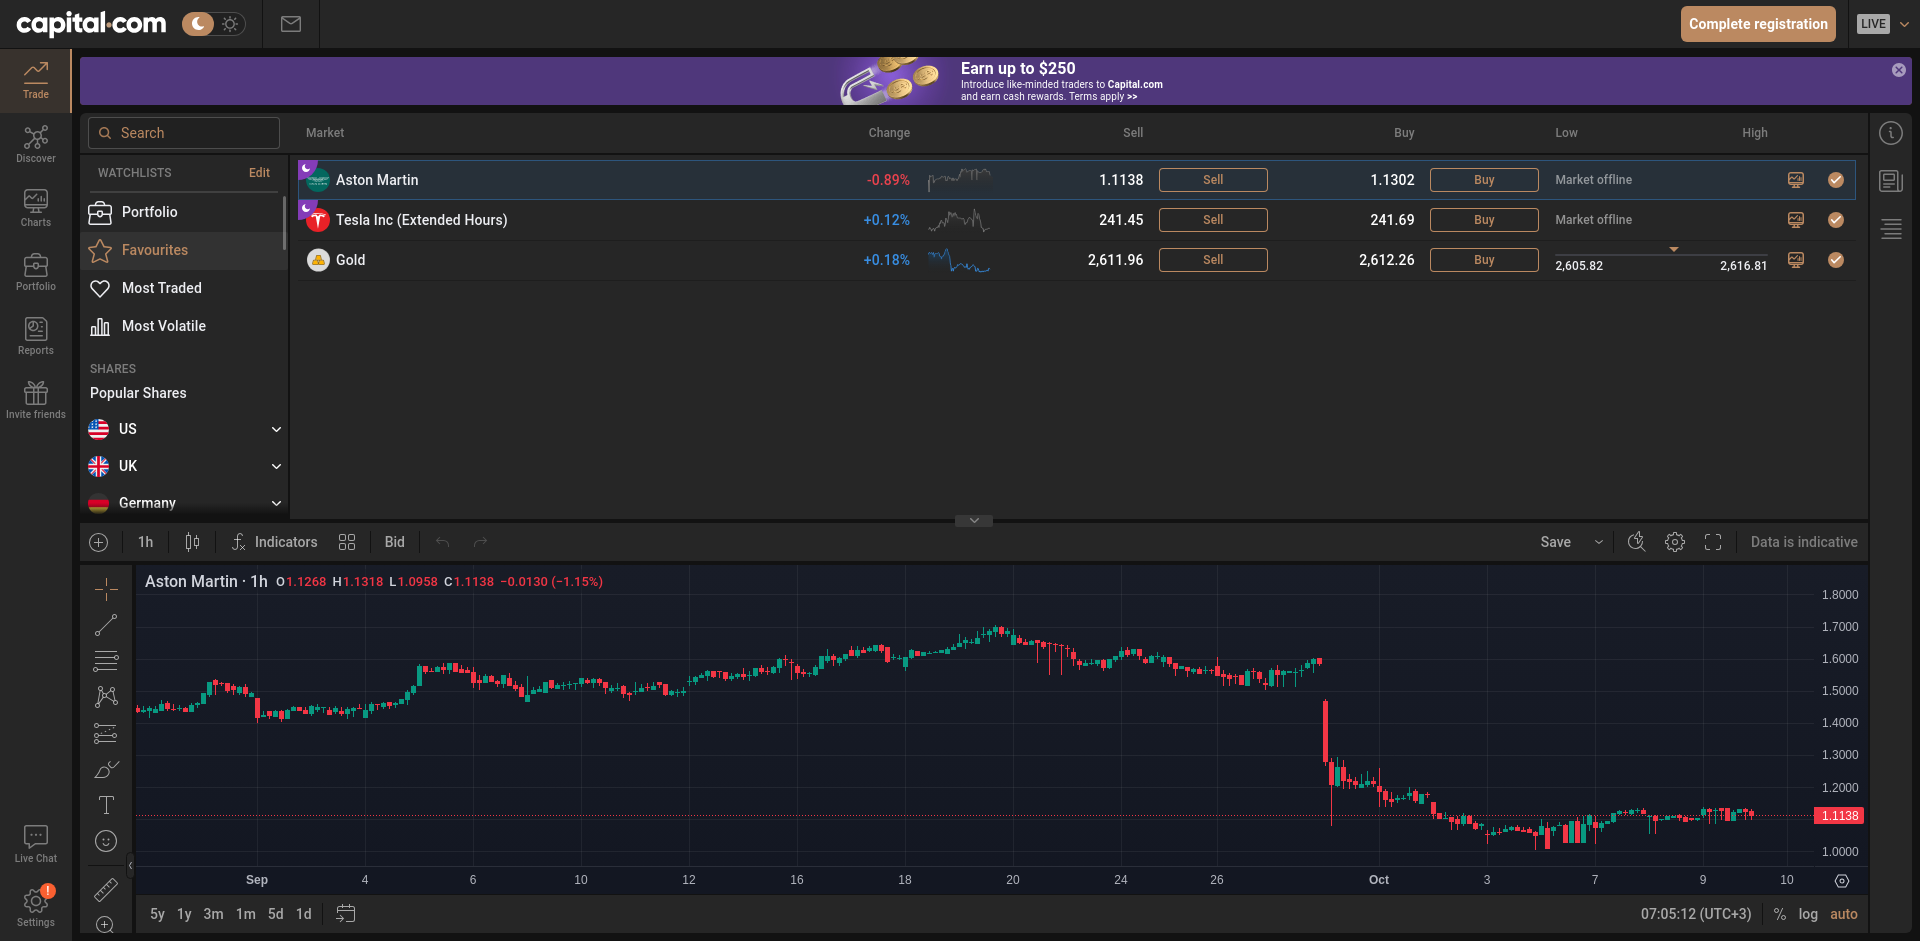 capital.com
Complete registration
LIVE
Trade
Discover
Charts
Portfolio
Reports
Invite friends
Live Chat
!
Settings
Earn up to $250
Introduce like-minded traders to Capital.com
and earn cash rewards. Terms apply >>
Search
Market Change Sell Buy Low High
WATCHLISTS Edit
Portfolio
Favourites
Most Traded
Most Volatile
SHARES
Popular Shares
US
UK
Germany
Aston Martin -0.89% 1.1138 Sell 1.1302 Buy Market offline
Tesla Inc (Extended Hours) +0.12% 241.45 Sell 241.69 Buy Market offline
Gold +0.18% 2,611.96 Sell 2,612.26 Buy 2,605.82 2,616.81
1h Indicators Bid Save Data is indicative
Aston Martin · 1h O1.1268 H1.1318 L1.0958 C1.1138 −0.0130 (−1.15%)
1.8000
1.7000
1.6000
1.5000
1.4000
1.3000
1.2000
1.1138
1.0000
Sep 4 6 10 12 16 18 20 24 26 Oct 3 7 9 10
5y 1y 3m 1m 5d 1d 07:05:12 (UTC+3) % log auto